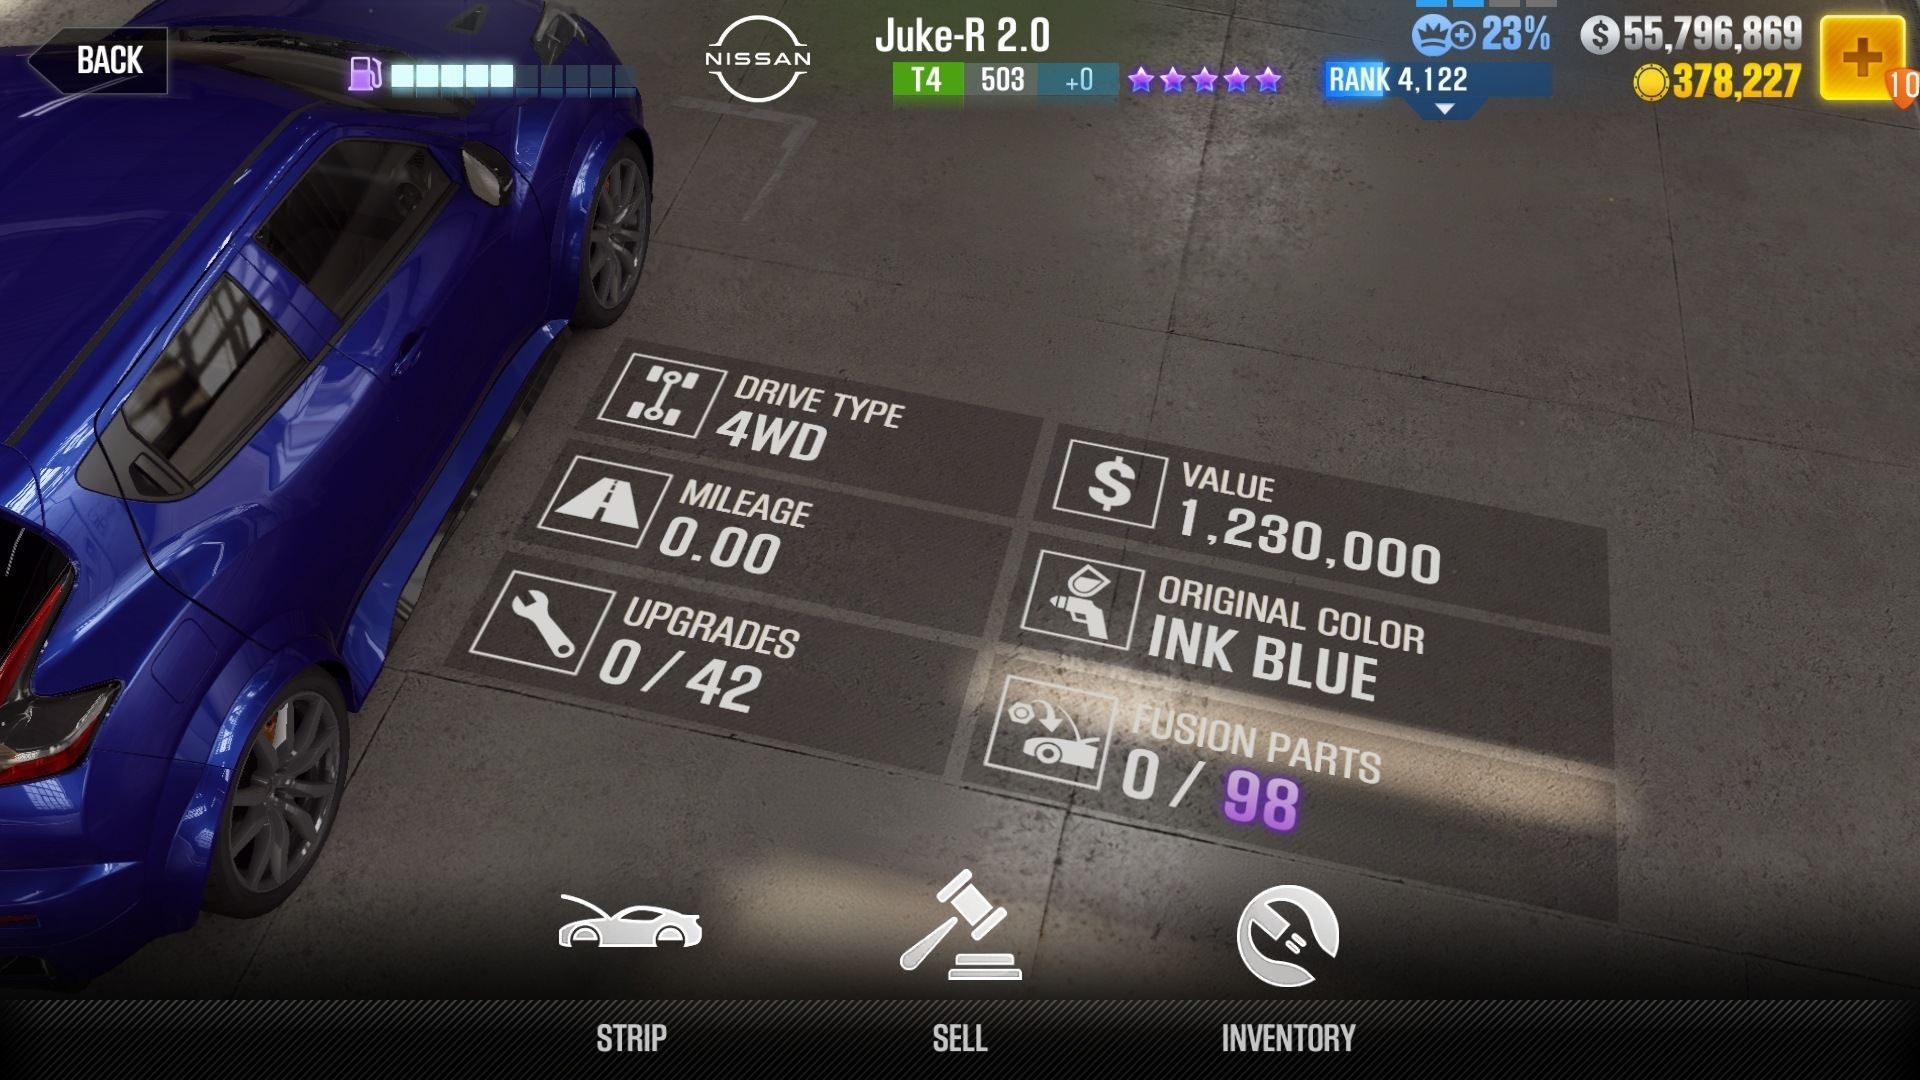 BACK
NISSAN
Juke-R 2.0
T4 503 +0
23%
RANK 4,122
55,796,869
378,227
10
DRIVE TYPE
4WD
MILEAGE
0.00
UPGRADES
0/42
VALUE
1,230,000
ORIGINAL COLOR
INK BLUE
FUSION PARTS
0/ 98
STRIP
SELL
INVENTORY